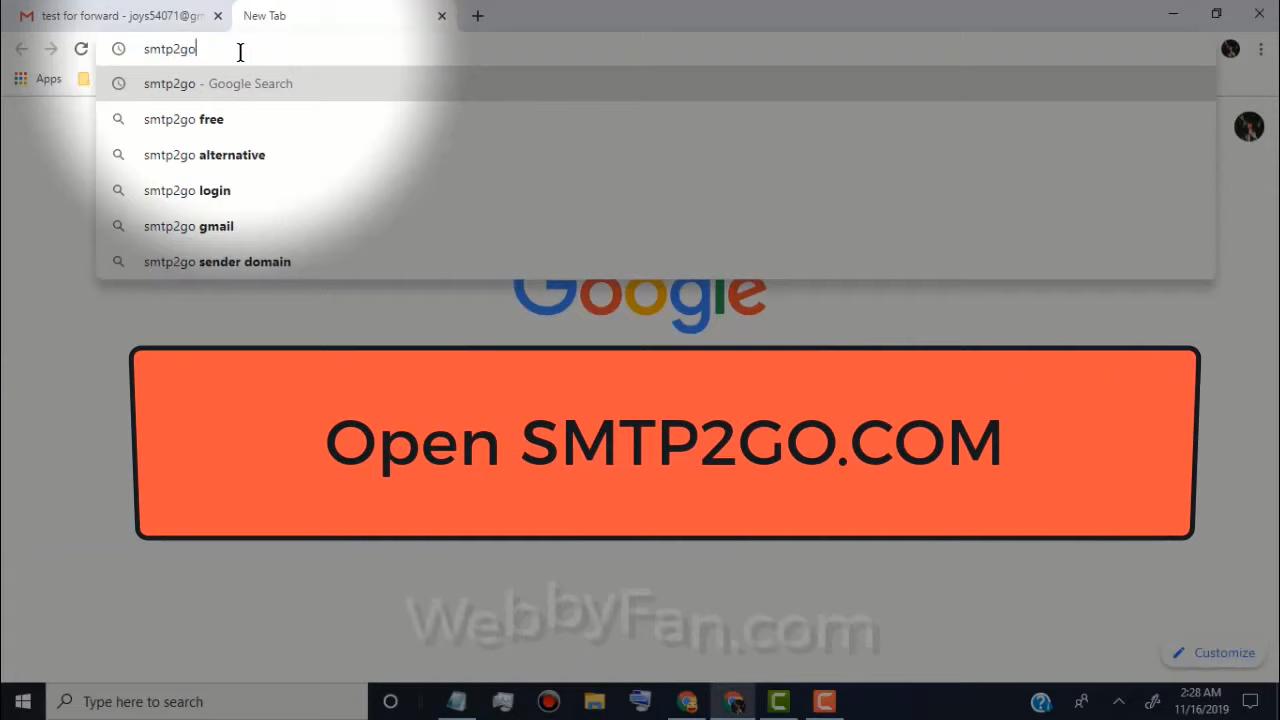 test for forward - joys54071@gm
New Tab
smtp2go
Apps
smtp2go - Google Search
smtp2go free
smtp2go alternative
smtp2go login
smtp2go gmail
smtp2go sender domain
Google
Open SMTP2GO.COM
WebbyFan.com
Customize
Type here to search
2:28 AM
11/16/2019